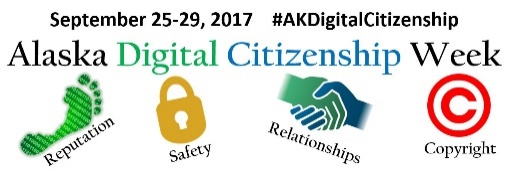 September 25-29, 2017 #AKDigitalCitizenship
Alaska Digital Citizenship Week
Reputation
Safety
Relationships
Copyright